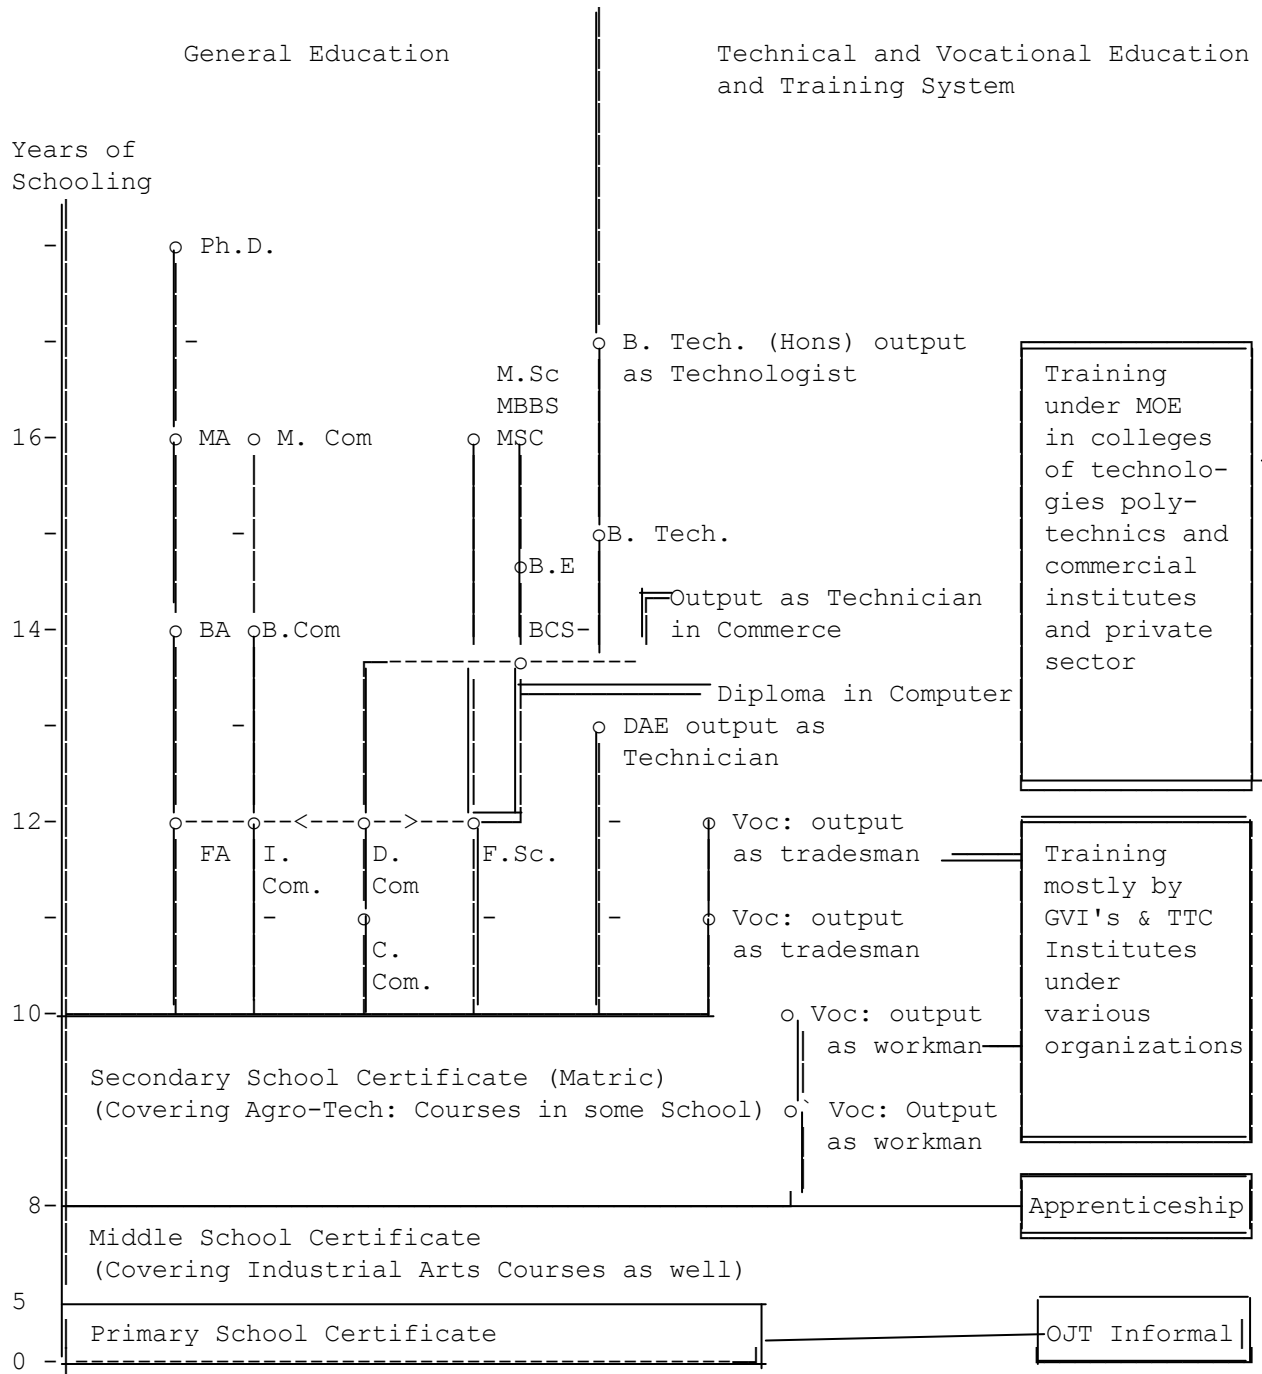 General Education
Technical and Vocational Education
and Training System
Years of
Schooling
Ph.D.
B. Tech. (Hons) output
as Technologist
M.Sc
MBBS
16- MA M. Com MSC
B. Tech.
B.E
Output as Technician
in Commerce
14- BA B.Com BCS-
Diploma in Computer
DAE output as
Technician
12-
Voc: output
as tradesman
FA I.
Com.
D.
Com
F.Sc.
Voc: output
as tradesman
C.
Com.
10-
Voc: output
as workman
Secondary School Certificate (Matric)
(Covering Agro-Tech: Courses in some School)
Voc: Output
as workman
8-
Middle School Certificate
(Covering Industrial Arts Courses as well)
5
Primary School Certificate
0 -
Training
under MOE
in colleges
of technolo-
gies poly-
technics and
commercial
institutes
and private
sector
Training
mostly by
GVI's & TTC
Institutes
under
various
organizations
Apprenticeship
OJT Informal